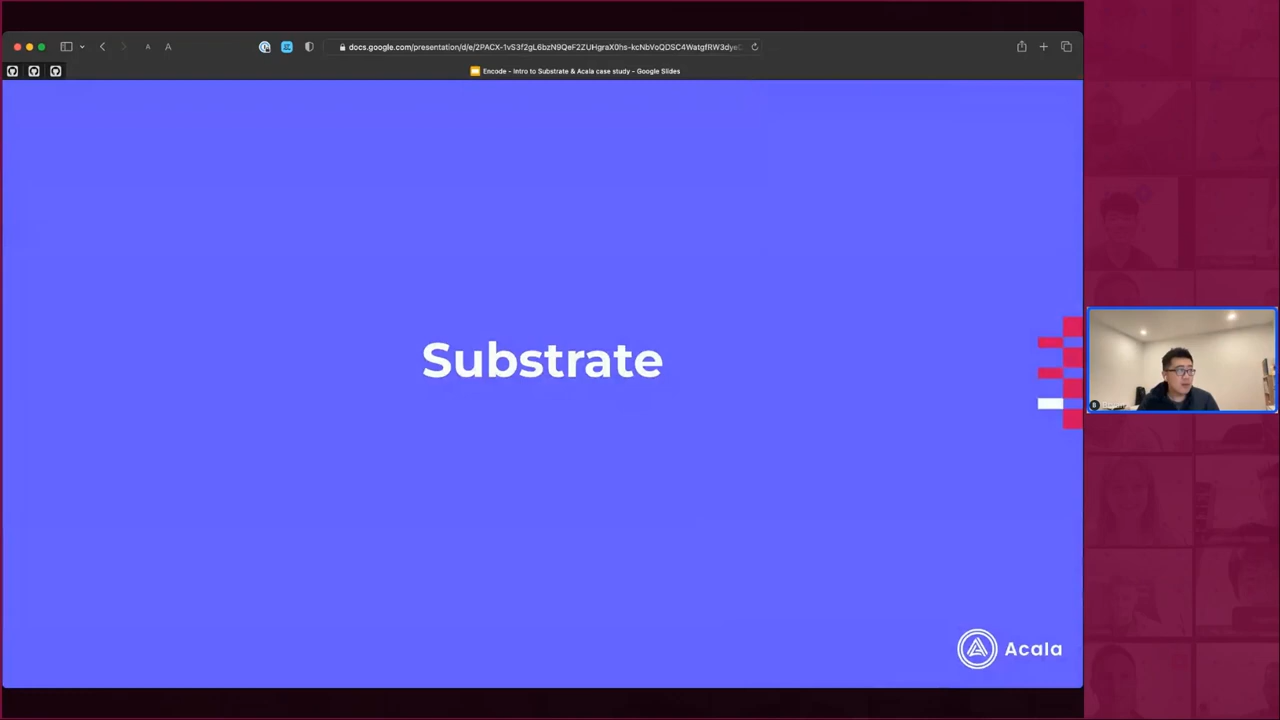 A A
docs.google.com/presentation/d/e/2PACX-1vS3f2gL6bzN9QeF2ZUHgraX0hs-kcNbVoQDSC4WatgfRW3dye
Encode - Intro to Substrate & Acala case study - Google Slides
Substrate
Acala